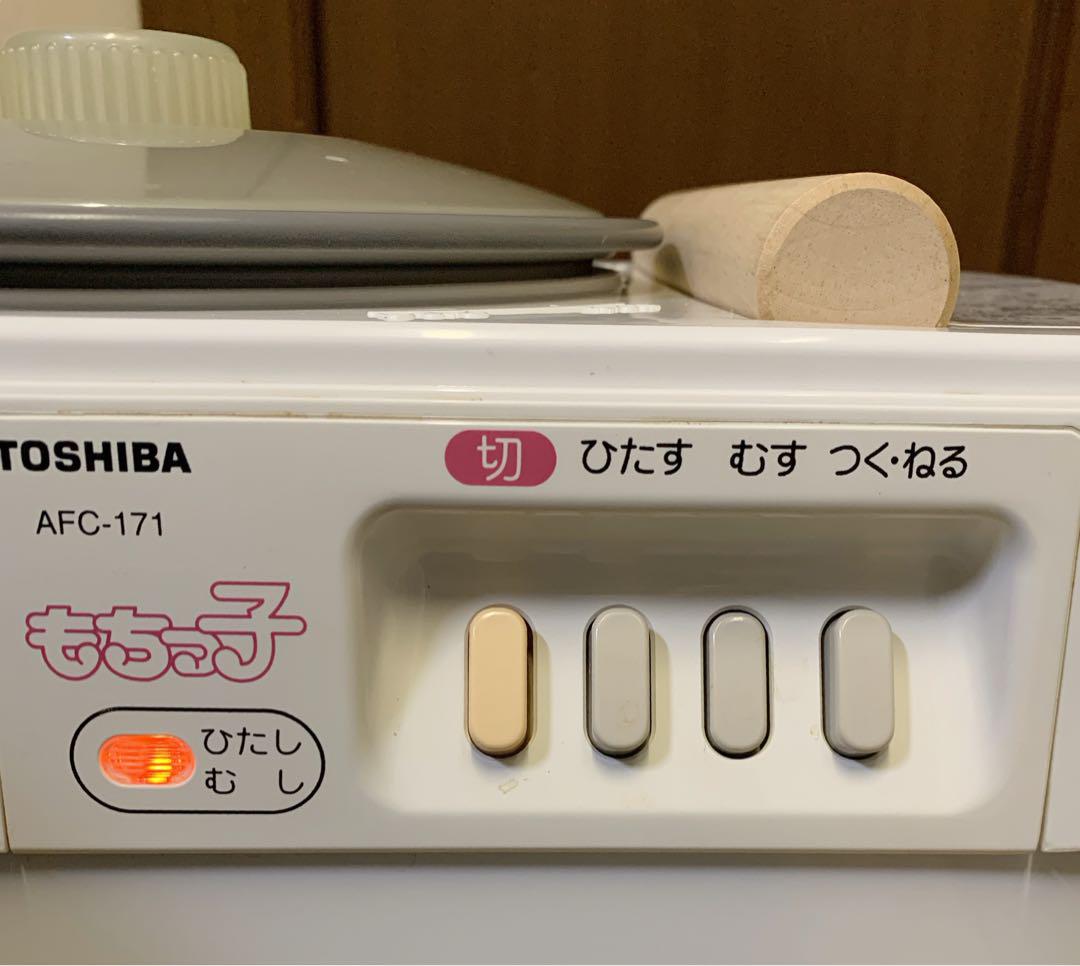 TOSHIBA
AFC-171
もちっ子
ひたし
むし
切 ひたす むす つく・ねる